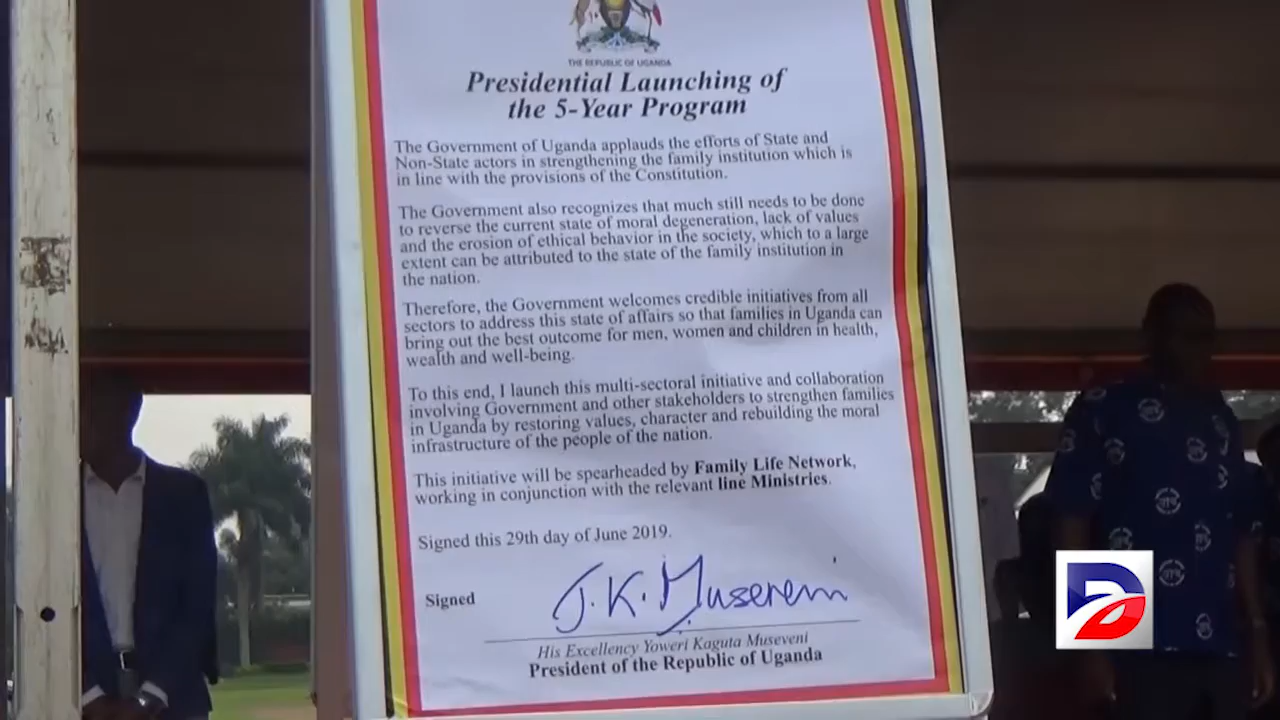 THE REPUBLIC OF UGANDA
Presidential Launching of
the 5-Year Program
The Government of Uganda applauds the efforts of State and
Non-State actors in strengthening the family institution which is
in line with the provisions of the Constitution.
The Government also recognizes that much still needs to be done
to reverse the current state of moral degeneration, lack of values
and the erosion of ethical behavior in the society, which to a large
extent can be attributed to the state of the family institution in
the nation.
Therefore, the Government welcomes credible initiatives from all
sectors to address this state of affairs so that families in Uganda can
bring out the best outcome for men, women and children in health,
wealth and well-being.
To this end, I launch this multi-sectoral initiative and collaboration
involving Government and other stakeholders to strengthen families
in Uganda by restoring values, character and rebuilding the moral
infrastructure of the people of the nation.
This initiative will be spearheaded by Family Life Network,
working in conjunction with the relevant line Ministries.
Signed this 29th day of June 2019.
Signed J.K. Museveni
His Excellency Yoweri Kaguta Museveni
President of the Republic of Uganda